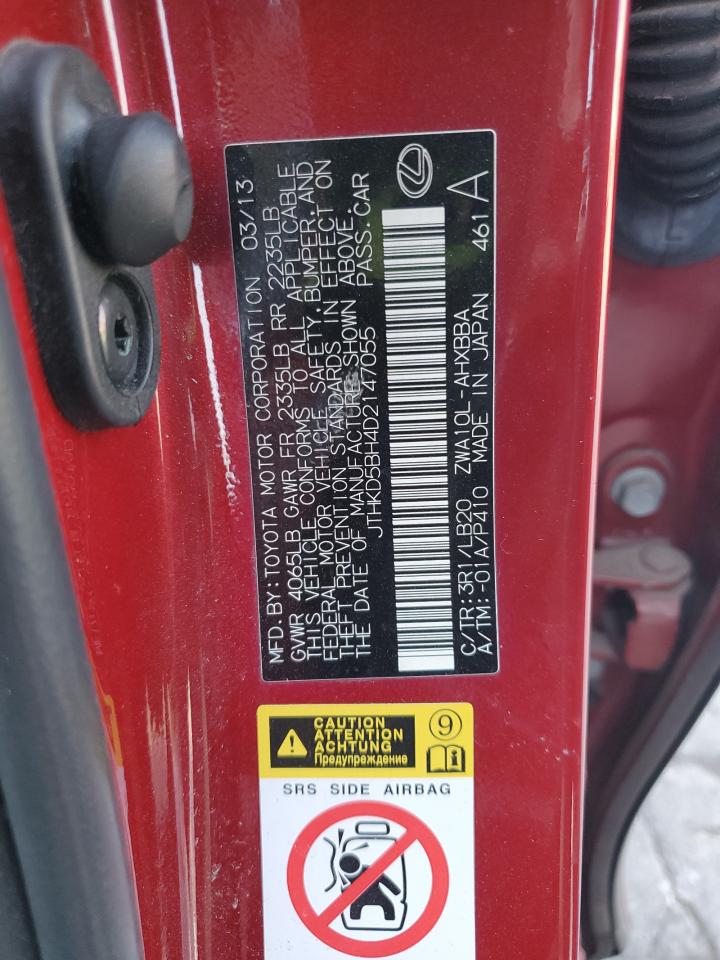 MFD.BY:TOYOTA MOTOR CORPORATION 03/13
GVWR 4065LB GAWR FR 2335LB RR 2235LB
THIS VEHICLE CONFORMS TO ALL APPLICABLE
FEDERAL MOTOR VEHICLE SAFETY,BUMPER,AND
THEFT PREVENTION STANDARDS IN EFFECT ON
THE DATE OF MANUFACTURE SHOWN ABOVE.
JTHKD5BH4D2147055 PASS.CAR
C/TR:3R1/LB20 ZWA10L-AHXBBA
A/TM:-01A/P410 MADE IN JAPAN 461 A
CAUTION
ATTENTION
ACHTUNG
Предупреждение
9
i
SRS SIDE AIRBAG